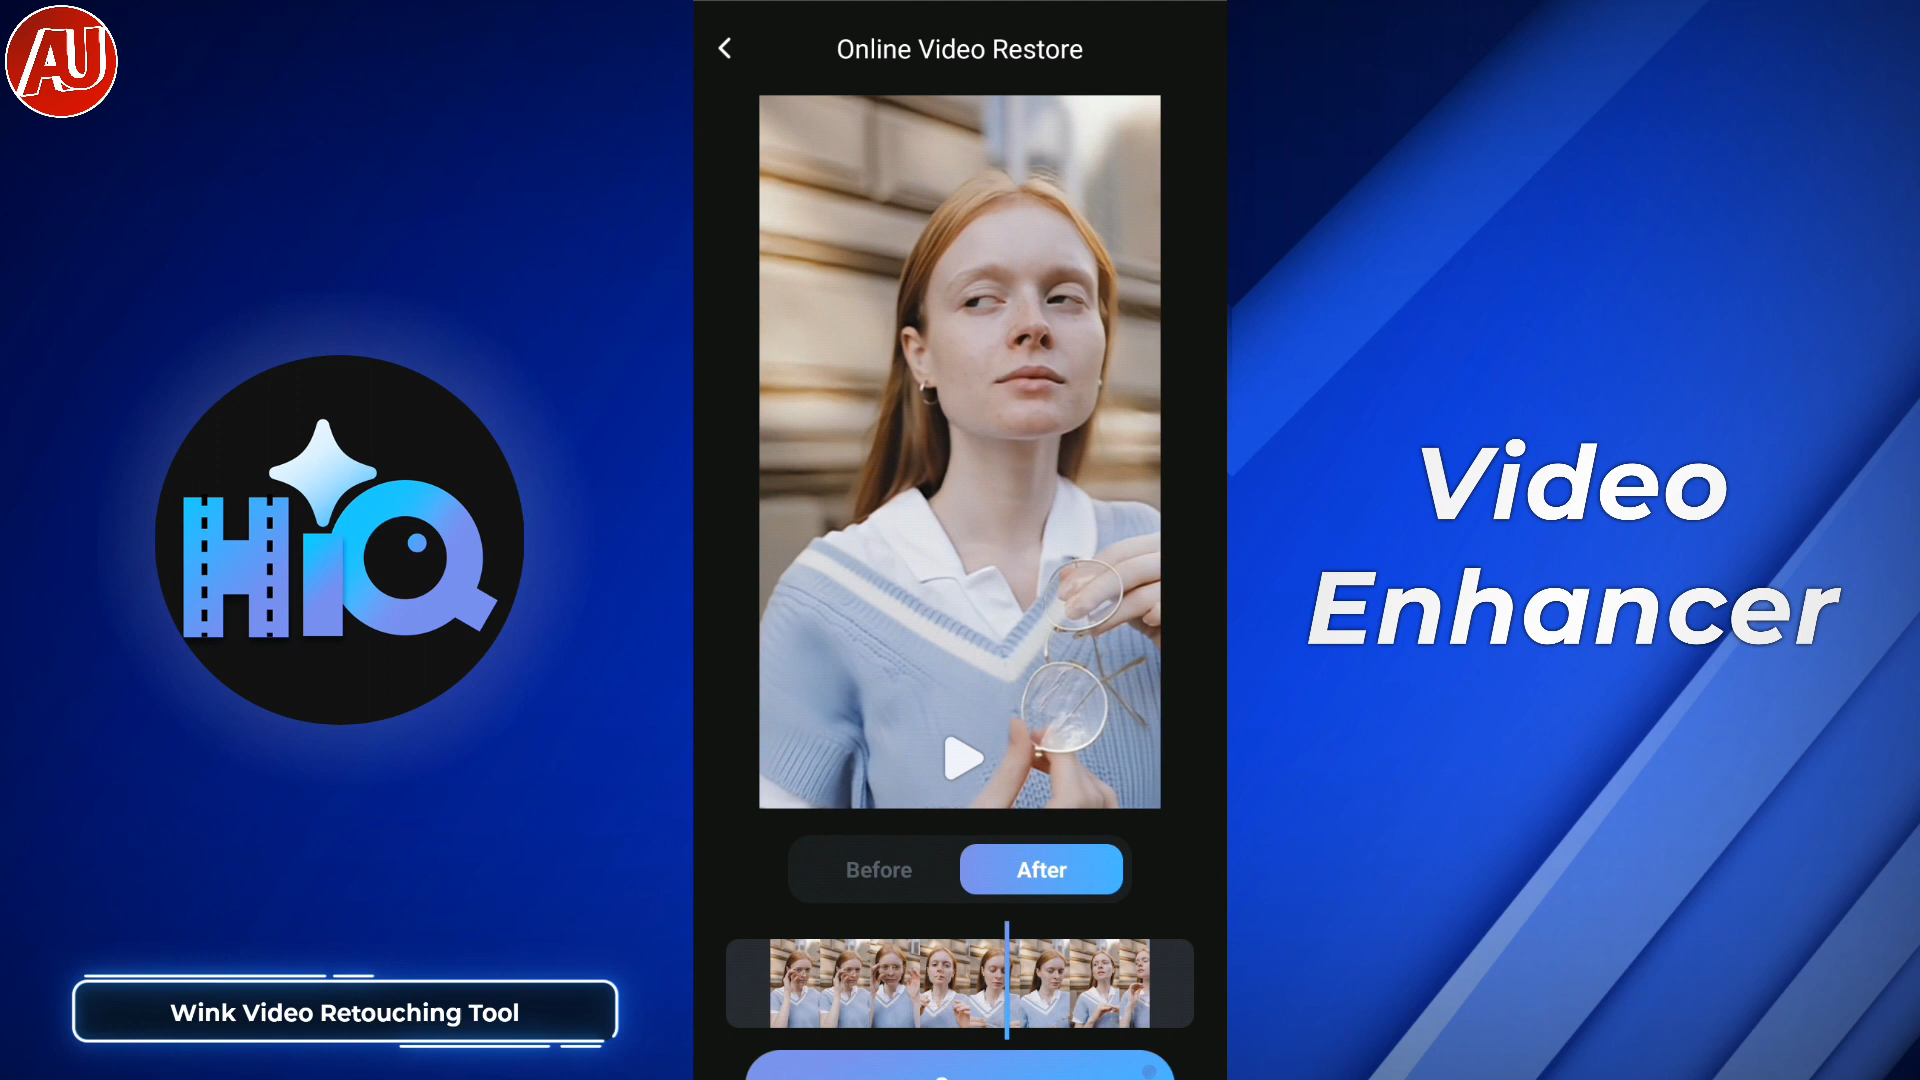 AU
Online Video Restore
HiQ
Video
Enhancer
Before
After
Wink Video Retouching Tool